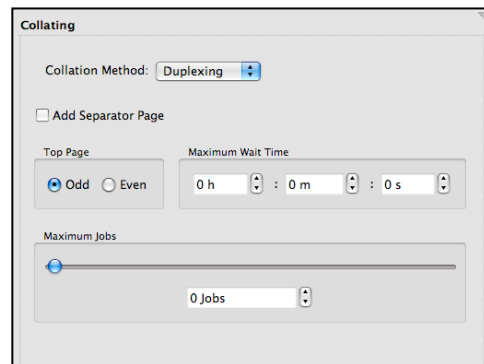 Collating
Collation Method: Duplexing
Add Separator Page
Top Page Maximum Wait Time
Odd Even 0 h : 0 m : 0 s
Maximum Jobs
0 Jobs